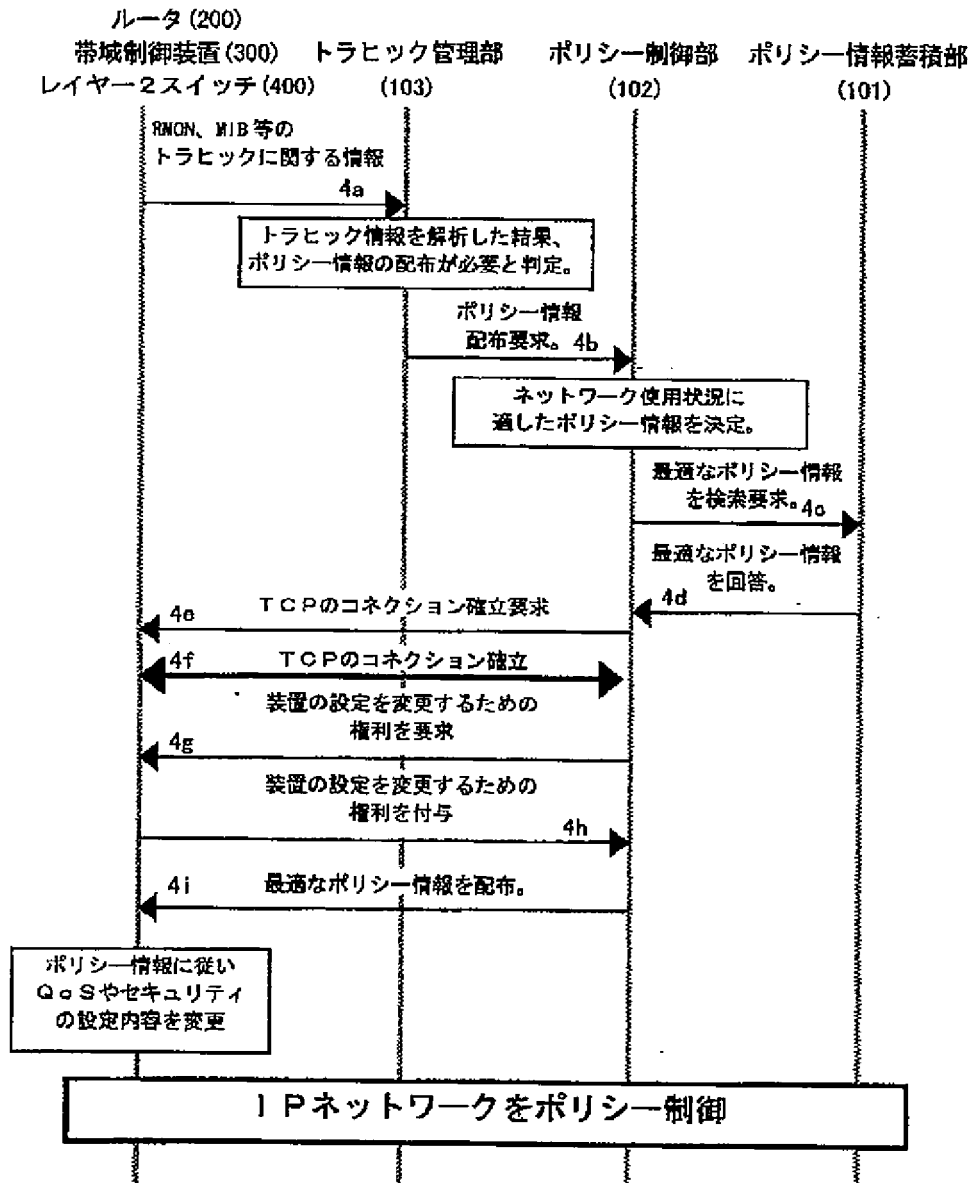 ルータ(200)
帯域制御装置(300)
レイヤー2スイッチ(400)
トラヒック管理部
(103)
ポリシー制御部
(102)
ポリシー情報蓄積部
(101)
RMON、MIB等の
トラヒックに関する情報
4a
トラヒック情報を解析した結果、
ポリシー情報の配布が必要と判定。
ポリシー情報
配布要求。4b
ネットワーク使用状況に
適したポリシー情報を決定。
最適なポリシー情報
を検索要求。4c
最適なポリシー情報
を回答。
4d
4e TCPのコネクション確立要求
4f TCPのコネクション確立
装置の設定を変更するための
権利を要求
4g
装置の設定を変更するための
権利を付与
4h
4i 最適なポリシー情報を配布。
ポリシー情報に従い
QoSやセキュリティ
の設定内容を変更
IPネットワークをポリシー制御